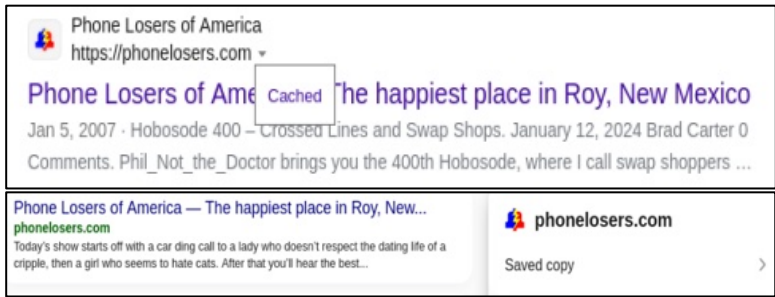 Phone Losers of America
https://phonelosers.com
Phone Losers of Ame Cached The happiest place in Roy, New Mexico
Jan 5, 2007 · Hobosode 400 – Crossed Lines and Swap Shops. January 12, 2024 Brad Carter 0
Comments. Phil_Not_the_Doctor brings you the 400th Hobosode, where I call swap shoppers ...
Phone Losers of America — The happiest place in Roy, New...
phonelosers.com
Today's show starts off with a car ding call to a lady who doesn't respect the dating life of a
cripple, then a girl who seems to hate cats. After that you'll hear the best...
phonelosers.com
Saved copy